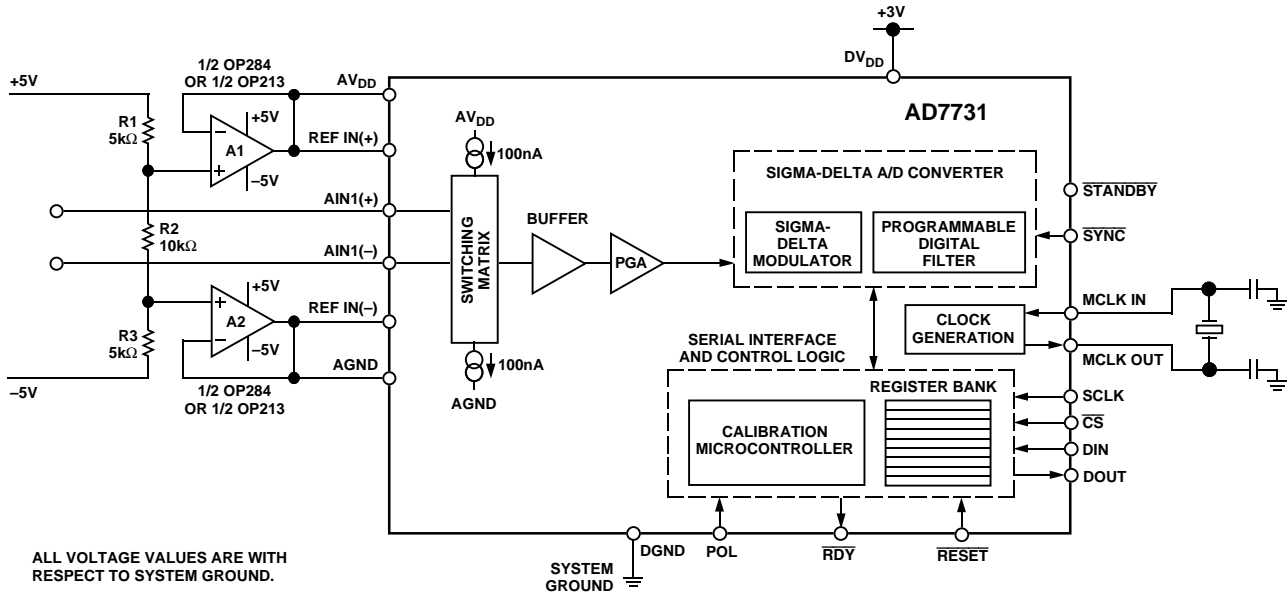 +3V
DVDD
1/2 OP284
OR 1/2 OP213
+5V
AVDD
AD7731
R1
5kΩ
+5V
–
A1
+
–5V
REF IN(+)
AVDD
100nA
SIGMA-DELTA A/D CONVERTER
STANDBY
AIN1(+)
R2
10kΩ
AIN1(–)
SWITCHING
MATRIX
BUFFER
PGA
SIGMA-
DELTA
MODULATOR
PROGRAMMABLE
DIGITAL
FILTER
SYNC
+5V
+
A2
–
–5V
R3
5kΩ
REF IN(–)
CLOCK
GENERATION
MCLK IN
MCLK OUT
SERIAL INTERFACE
AND CONTROL LOGIC
100nA
AGND
AGND
–5V
1/2 OP284
OR 1/2 OP213
REGISTER BANK
CALIBRATION
MICROCONTROLLER
SCLK
CS
DIN
DOUT
DGND
POL
RDY
RESET
SYSTEM
GROUND
ALL VOLTAGE VALUES ARE WITH
RESPECT TO SYSTEM GROUND.